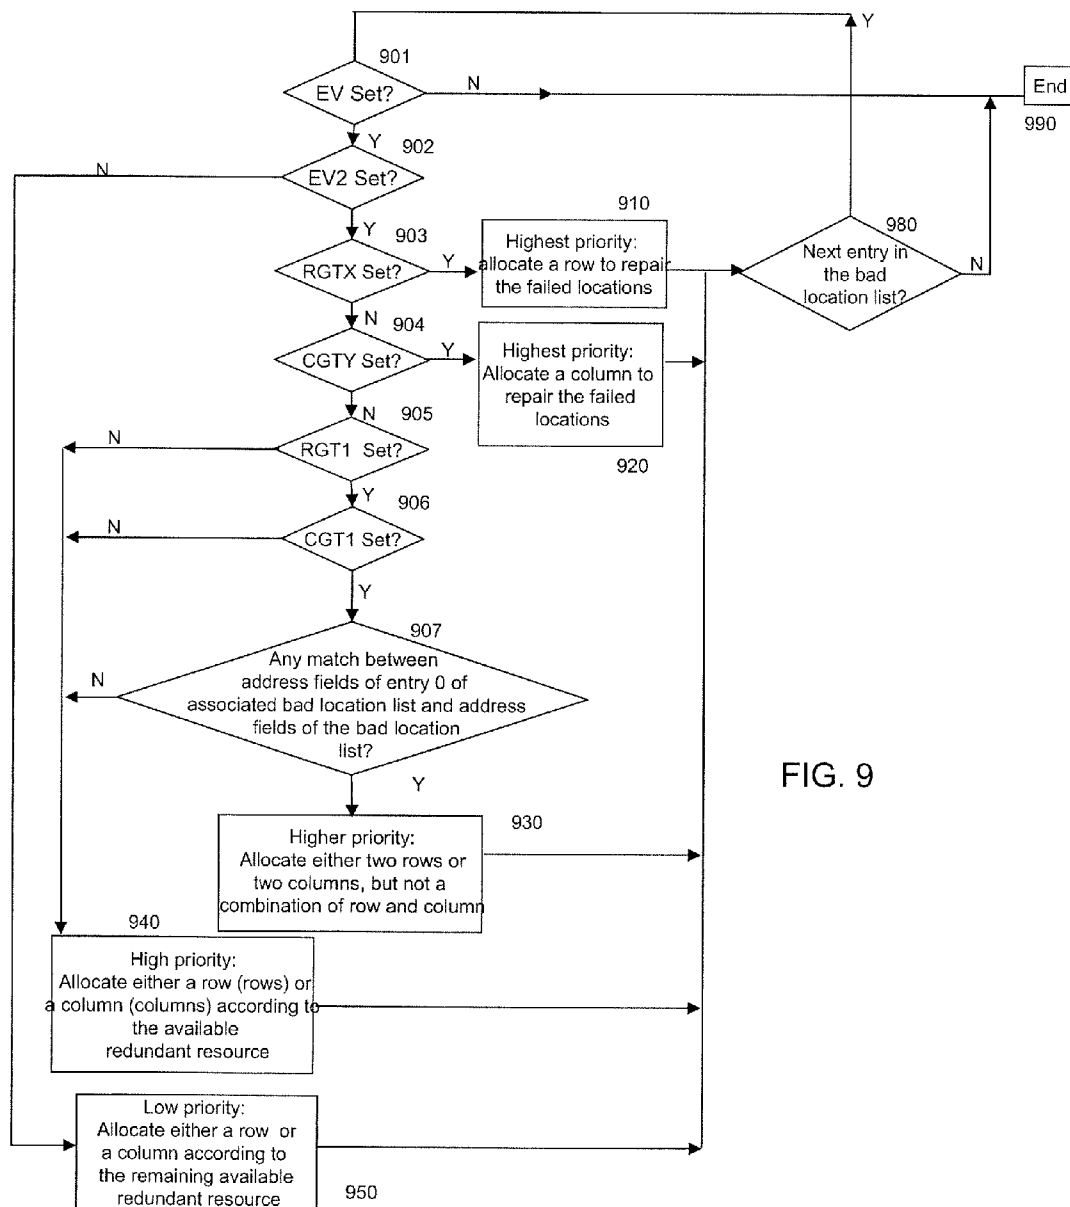 Y
901
EV Set?
N
End
990
Y
902
N
EV2 Set?
Y
903
RGTX Set?
Y
910
Highest priority:
allocate a row to repair
the failed locations
980
Next entry in
the bad
location list?
N
N
904
CGTY Set?
Y
Highest priority:
Allocate a column to
repair the failed
locations
920
N
905
N
RGT1 Set?
Y
906
N
CGT1 Set?
Y
907
Any match between
address fields of entry 0 of
associated bad location list and address
fields of the bad location
list?
N
Y
FIG. 9
930
Higher priority:
Allocate either two rows or
two columns, but not a
combination of row and column
940
High priority:
Allocate either a row (rows) or
a column (columns) according to
the available
redundant resource
Low priority:
Allocate either a row or
a column according to
the remaining available
redundant resource
950